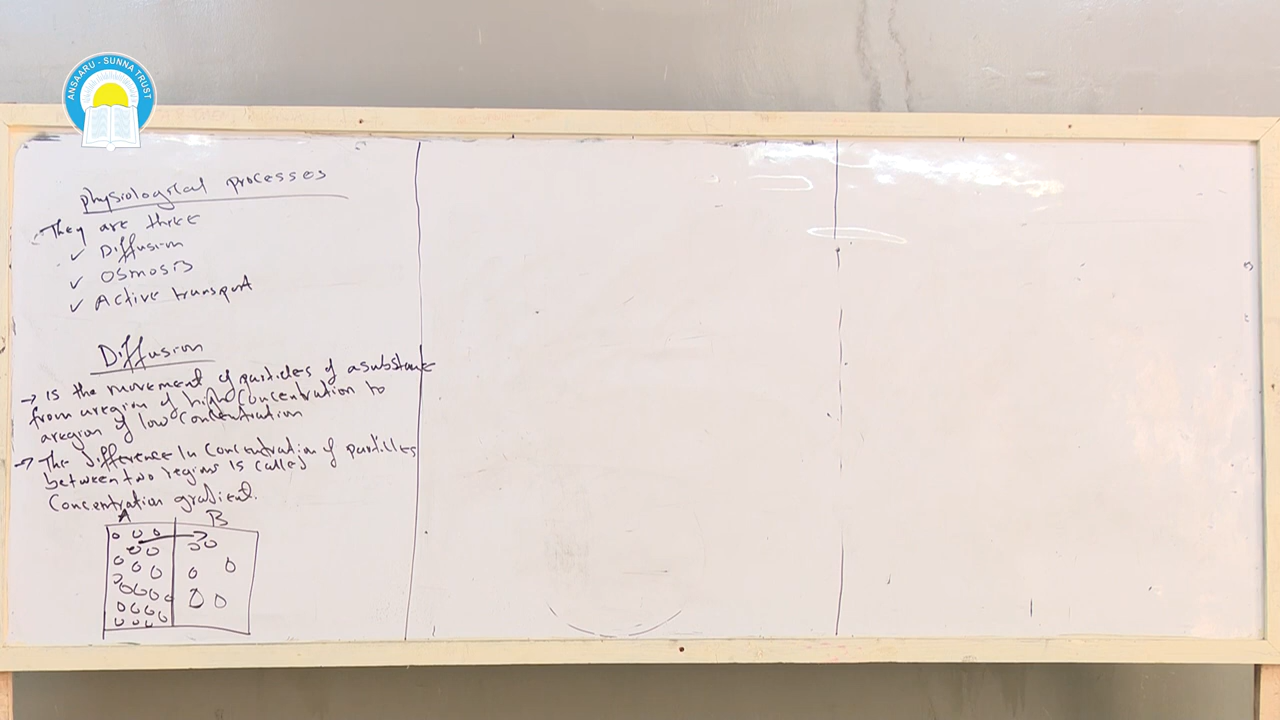 ANSAARU - SUNNA TRUST
physiological processes
They are three
✓ Diffusion
✓ Osmosis
✓ Active transport
Diffusion
→ Is the movement of particles of a substance
from a region of high concentration to
a region of low concentration
→ The difference in concentration of particles
between two regions is called
Concentration gradient.
A B